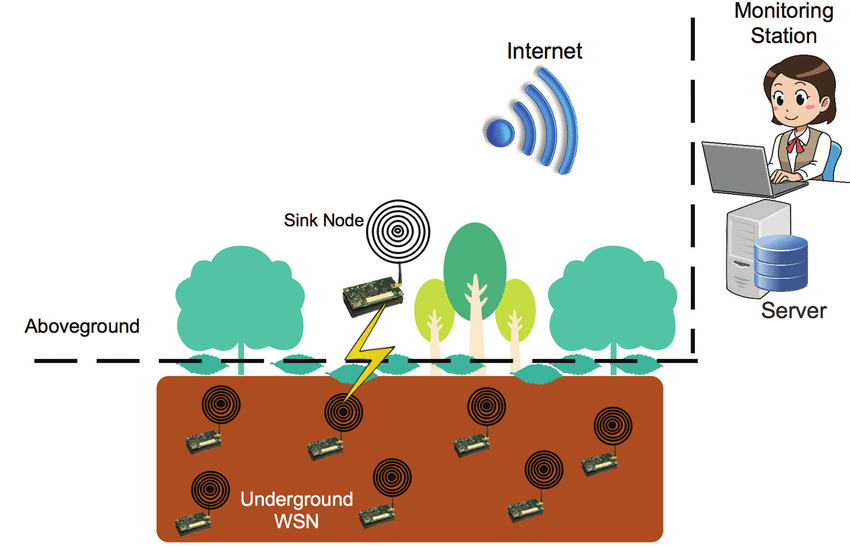 Monitoring
Station
Internet
Sink Node
Server
Aboveground
Underground
WSN